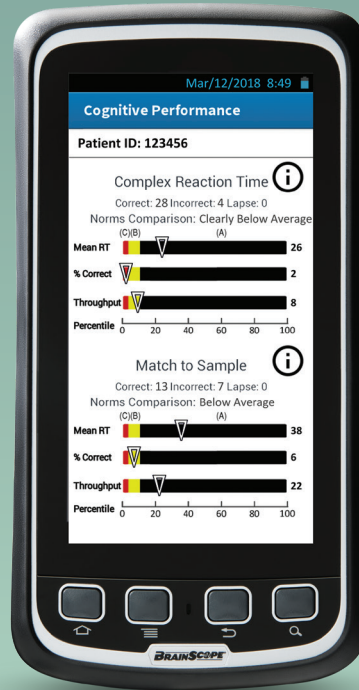 Mar/12/2018 8:49
Cognitive Performance
Patient ID: 123456
Complex Reaction Time
Correct: 28 Incorrect: 4 Lapse: 0
Norms Comparison: Clearly Below Average
(C)(B) (A)
Mean RT 26
% Correct 2
Throughput 8
Percentile 0 20 40 60 80 100
Match to Sample
Correct: 13 Incorrect: 7 Lapse: 0
Norms Comparison: Below Average
(C)(B) (A)
Mean RT 38
% Correct 6
Throughput 22
Percentile 0 20 40 60 80 100
BRAINSCOPE